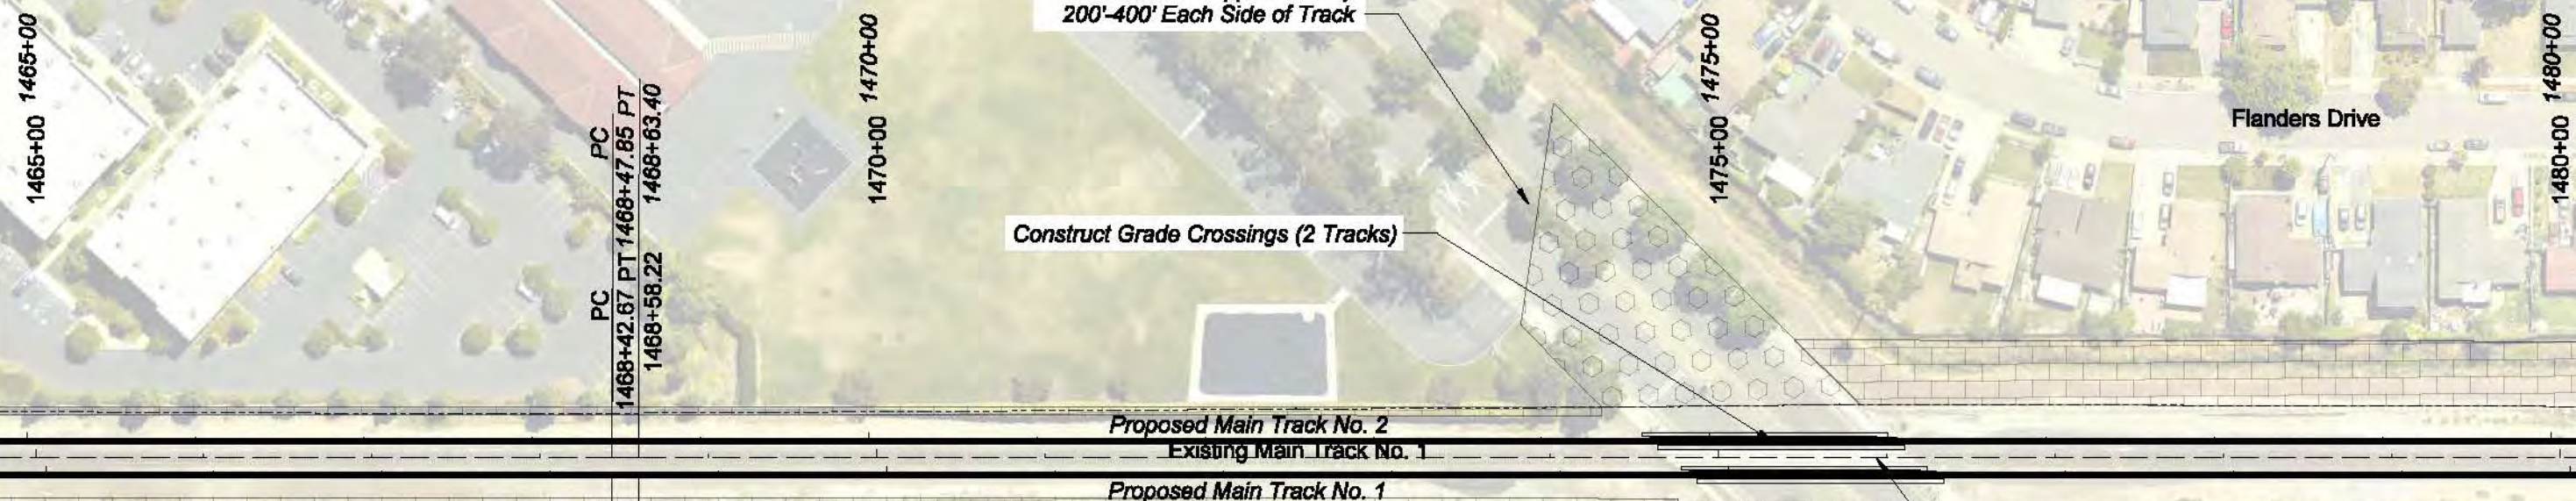 200'-400' Each Side of Track
1465+00 1465+00
PC
1468+42.67 PT 1468+47.85 PT
PC
1468+58.22 1468+63.40
1470+00 1470+00
1475+00 1475+00
1480+00 1480+00
Flanders Drive
Construct Grade Crossings (2 Tracks)
Proposed Main Track No. 2
Existing Main Track No. 1
Proposed Main Track No. 1